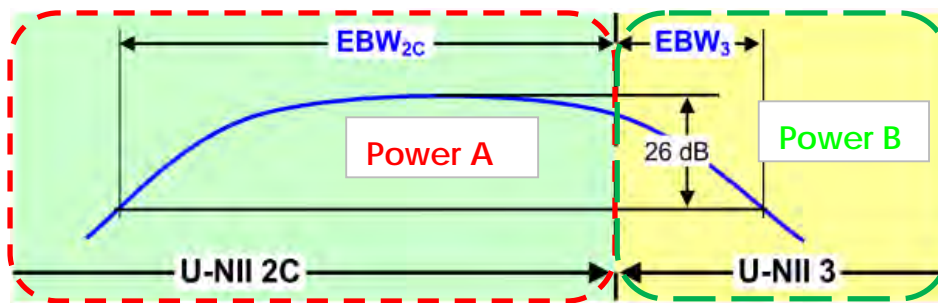 EBW2C EBW3
Power A 26 dB Power B
U-NII 2C U-NII 3